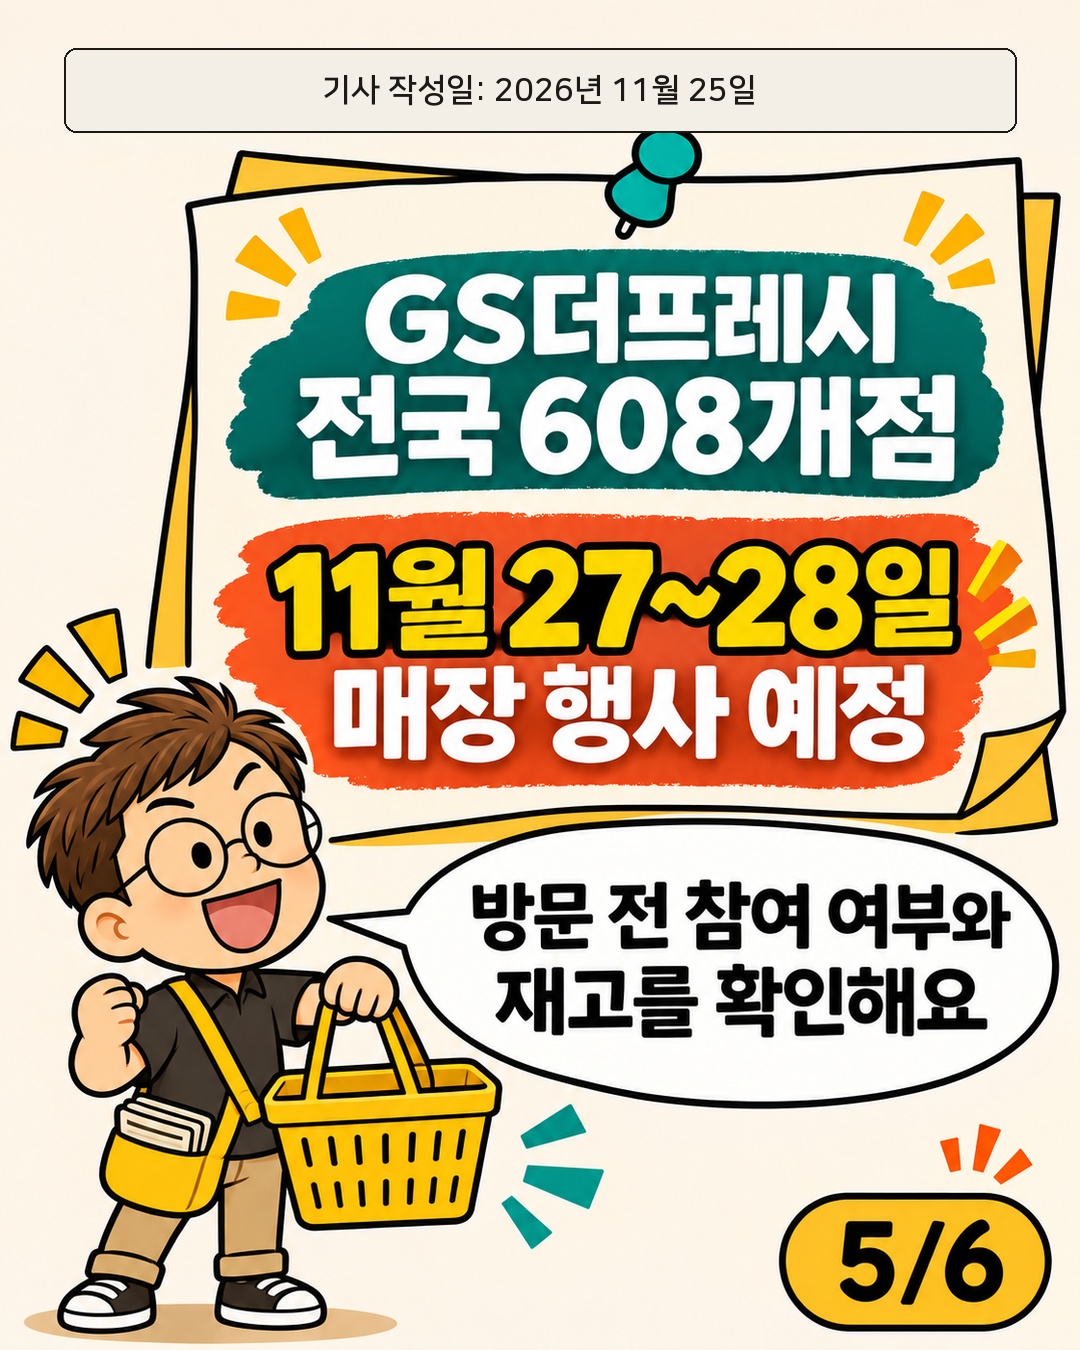 기사 작성일: 2026년 11월 25일
GS더프레시
전국 608개점
11월 27~28일
매장 행사 예정
방문 전 참여 여부와
재고를 확인해요
5/6